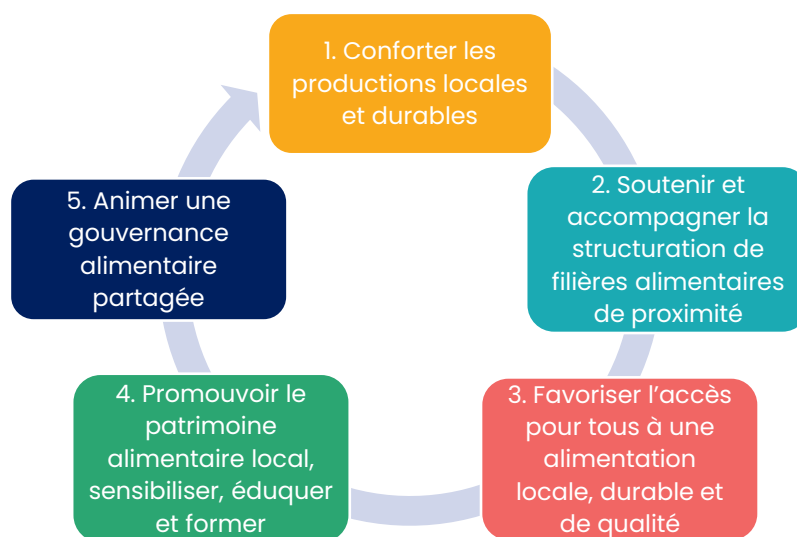 1. Conforter les
productions locales
et durables
2. Soutenir et
accompagner la
structuration de
filières alimentaires
de proximité
3. Favoriser l’accès
pour tous à une
alimentation
locale, durable et
de qualité
4. Promouvoir le
patrimoine
alimentaire local,
sensibiliser, éduquer
et former
5. Animer une
gouvernance
alimentaire
partagée